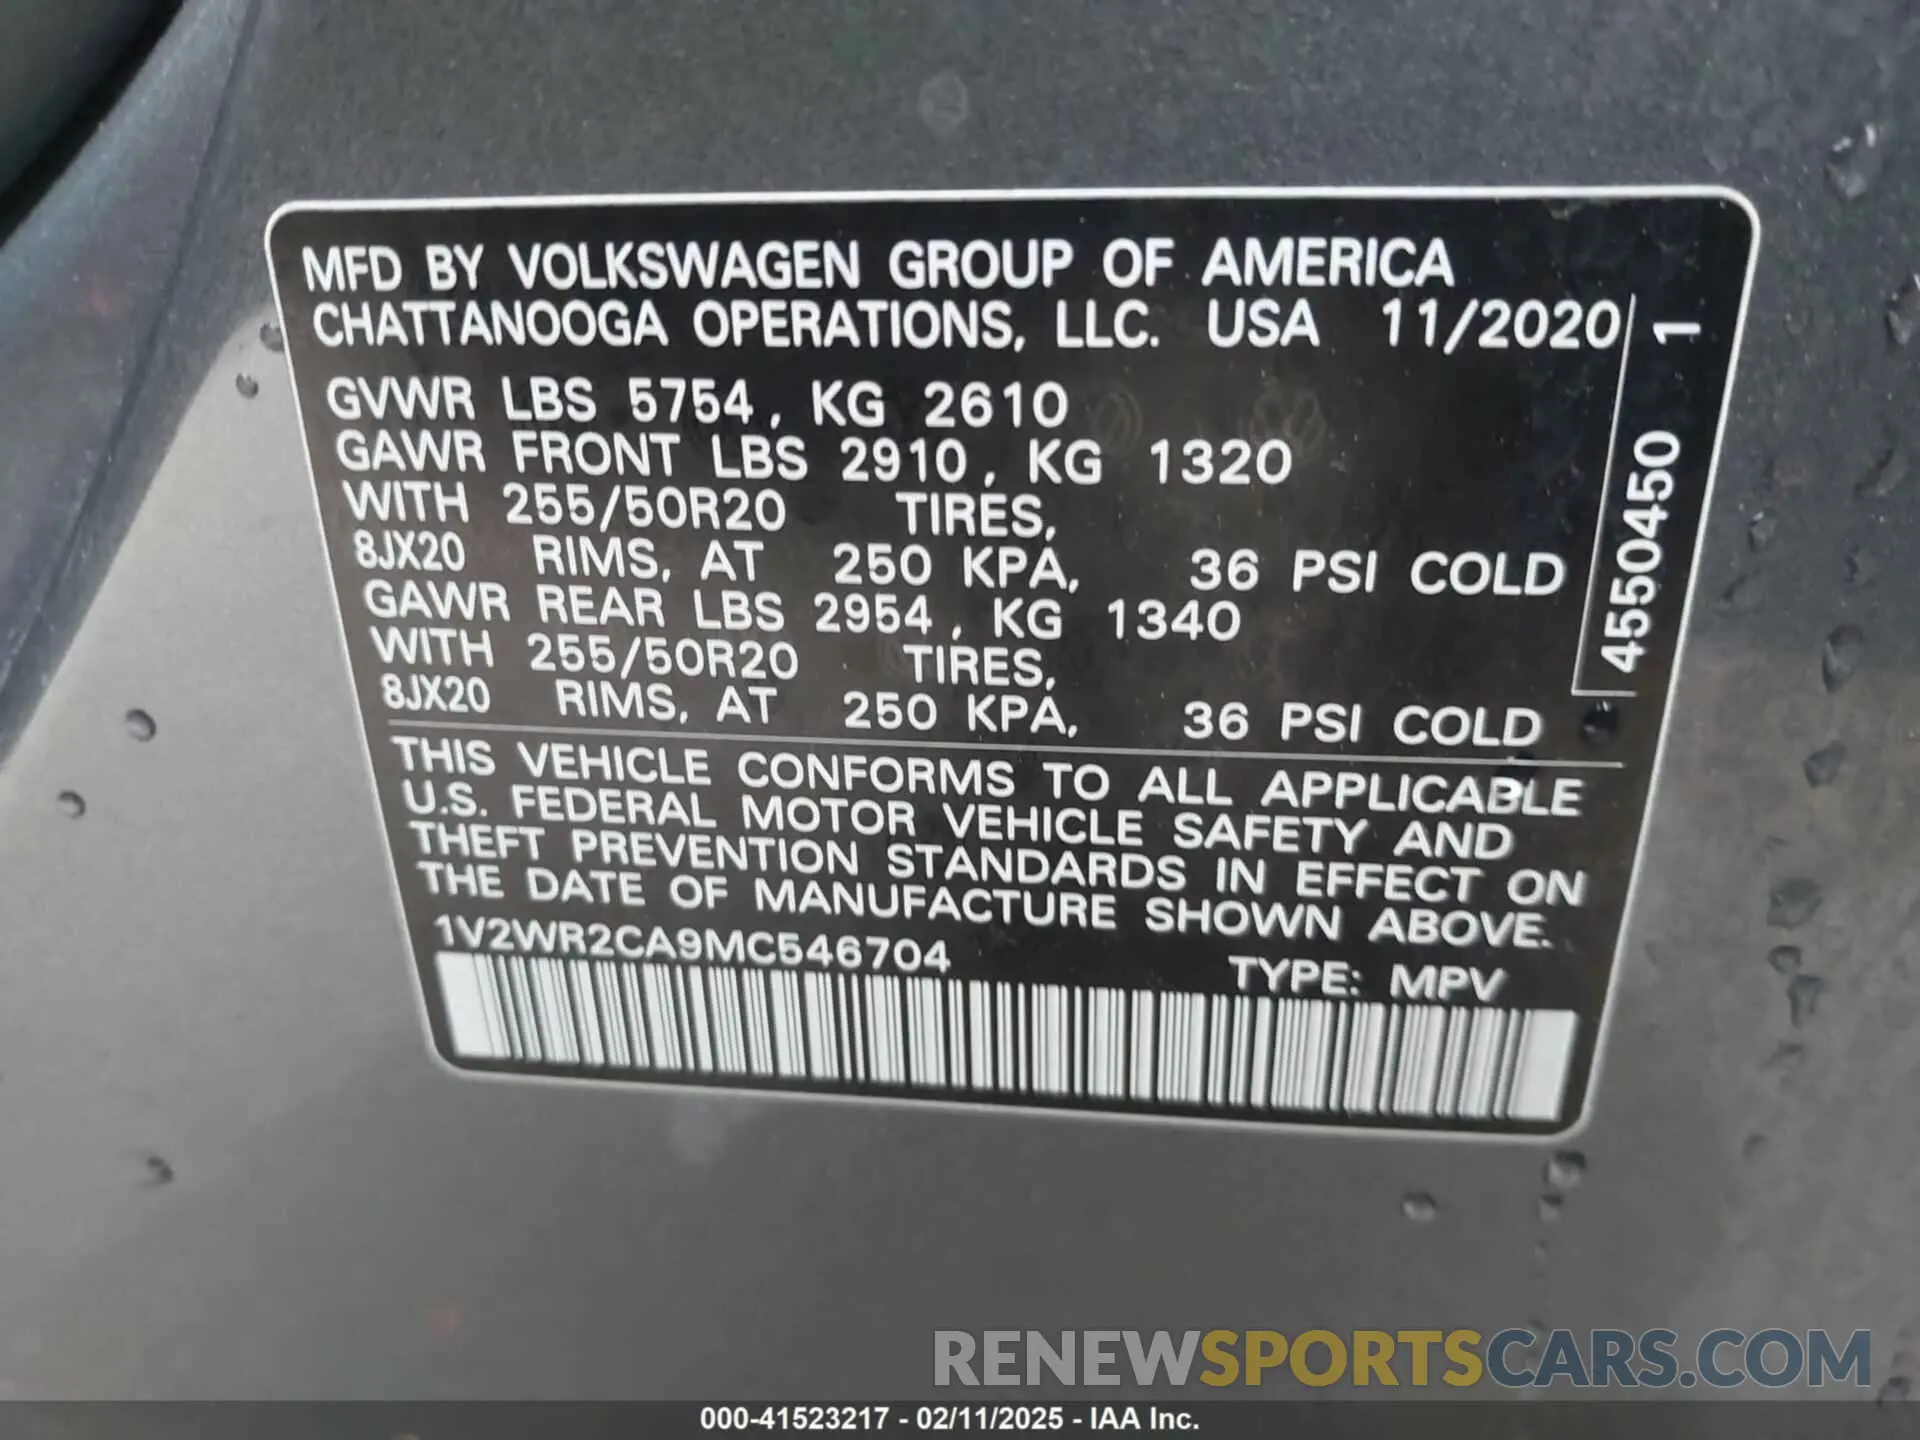 MFD BY VOLKSWAGEN GROUP OF AMERICA
CHATTANOOGA OPERATIONS, LLC. USA 11/2020
GVWR LBS 5754, KG 2610
GAWR FRONT LBS 2910, KG 1320
WITH 255/50R20 TIRES,
8JX20 RIMS, AT 250 KPA, 36 PSI COLD
GAWR REAR LBS 2954, KG 1340
WITH 255/50R20 TIRES,
8JX20 RIMS, AT 250 KPA, 36 PSI COLD
THIS VEHICLE CONFORMS TO ALL APPLICABLE
U.S. FEDERAL MOTOR VEHICLE SAFETY AND
THEFT PREVENTION STANDARDS IN EFFECT ON
THE DATE OF MANUFACTURE SHOWN ABOVE.
1V2WR2CA9MC546704
TYPE: MPV
4550450 1
RENEWSPORTSCARS.COM
000-41523217 - 02/11/2025 - IAA Inc.